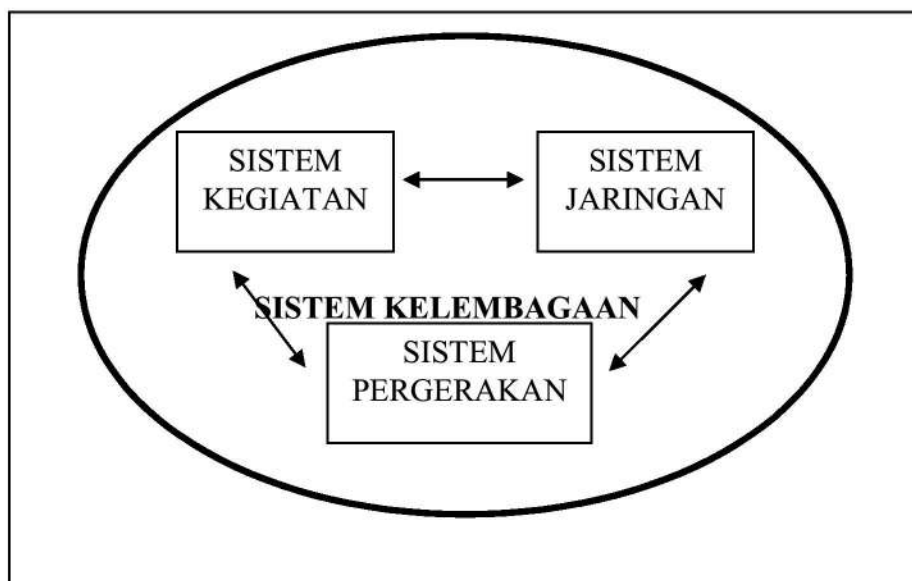 SISTEM
KEGIATAN
SISTEM
JARINGAN
SISTEM KELEMBAGAAN
SISTEM
PERGERAKAN